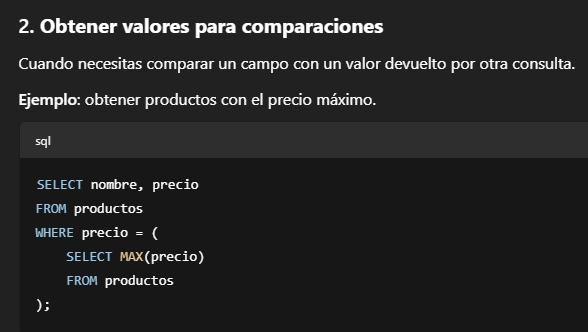 2. Obtener valores para comparaciones
Cuando necesitas comparar un campo con un valor devuelto por otra consulta.
Ejemplo: obtener productos con el precio máximo.
sql
SELECT nombre, precio
FROM productos
WHERE precio = (
    SELECT MAX(precio)
    FROM productos
);